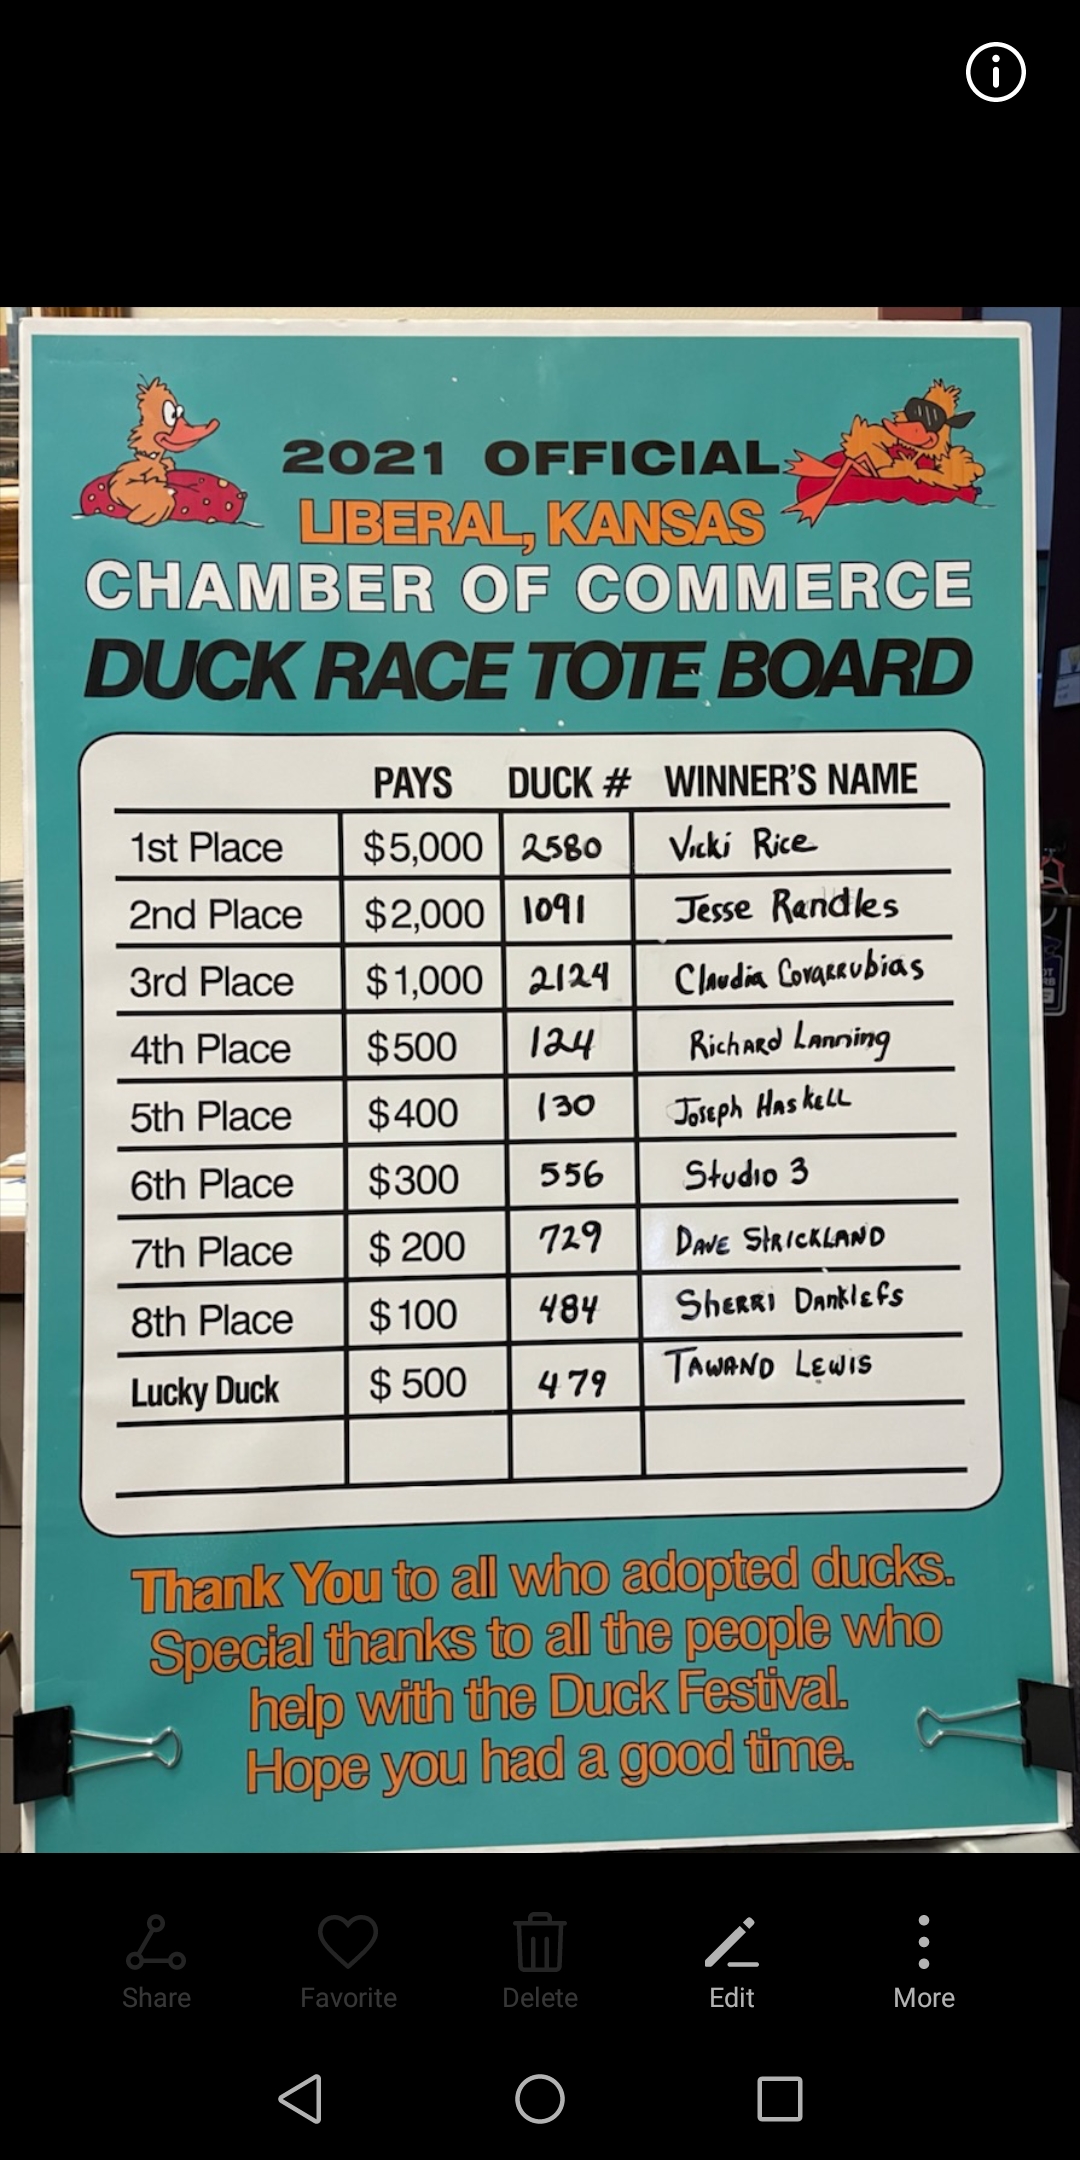 2021 OFFICIAL
LIBERAL, KANSAS
CHAMBER OF COMMERCE
DUCK RACE TOTE BOARD
PAYS DUCK # WINNER'S NAME
1st Place $5,000 2580 Vicki Rice
2nd Place $2,000 1091 Jesse Randles
3rd Place $1,000 2124 Claudia Covarrubias
4th Place $500 124 Richard Lanning
5th Place $400 130 Joseph Haskell
6th Place $300 556 Studio 3
7th Place $200 729 Dave Strickland
8th Place $100 484 Sherri Danklefs
Lucky Duck $500 479 Tawand Lewis
Thank You to all who adopted ducks.
Special thanks to all the people who
help with the Duck Festival.
Hope you had a good time.
Share Favorite Delete Edit More